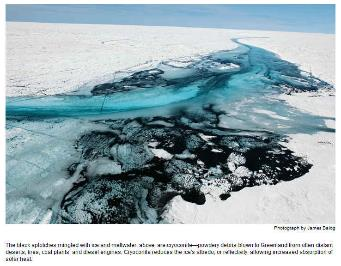 Photograph by James Balog
The black splotches mingled with ice and meltwater, above, are cryoconite—powdery debris blown to Greenland from often distant
deserts, fires, coal plants, and diesel engines. Cryoconite reduces the ice's albedo, or reflectivity, allowing increased absorption of
solar heat.